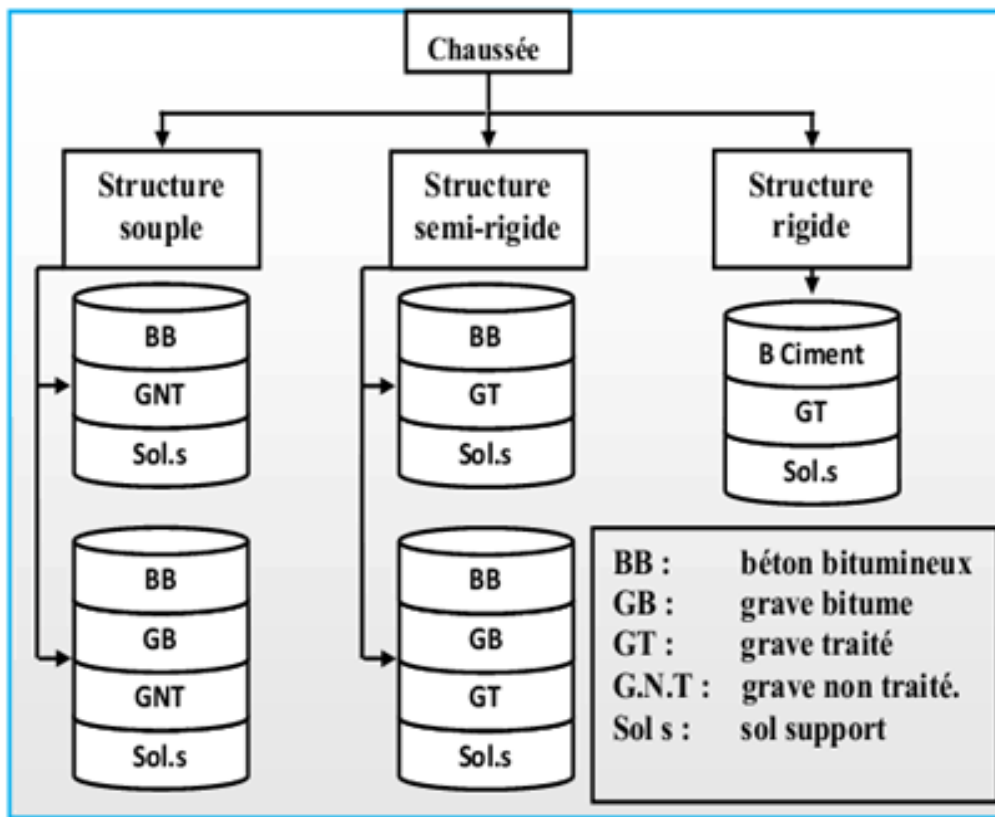 Chaussée
Structure
souple
Structure
semi-rigide
Structure
rigide
BB
GNT
Sol.s
BB
GT
Sol.s
B Ciment
GT
Sol.s
BB
GB
GNT
Sol.s
BB
GB
GT
Sol.s
BB : béton bitumineux
GB : grave bitume
GT : grave traité
G.N.T : grave non traité.
Sol s : sol support